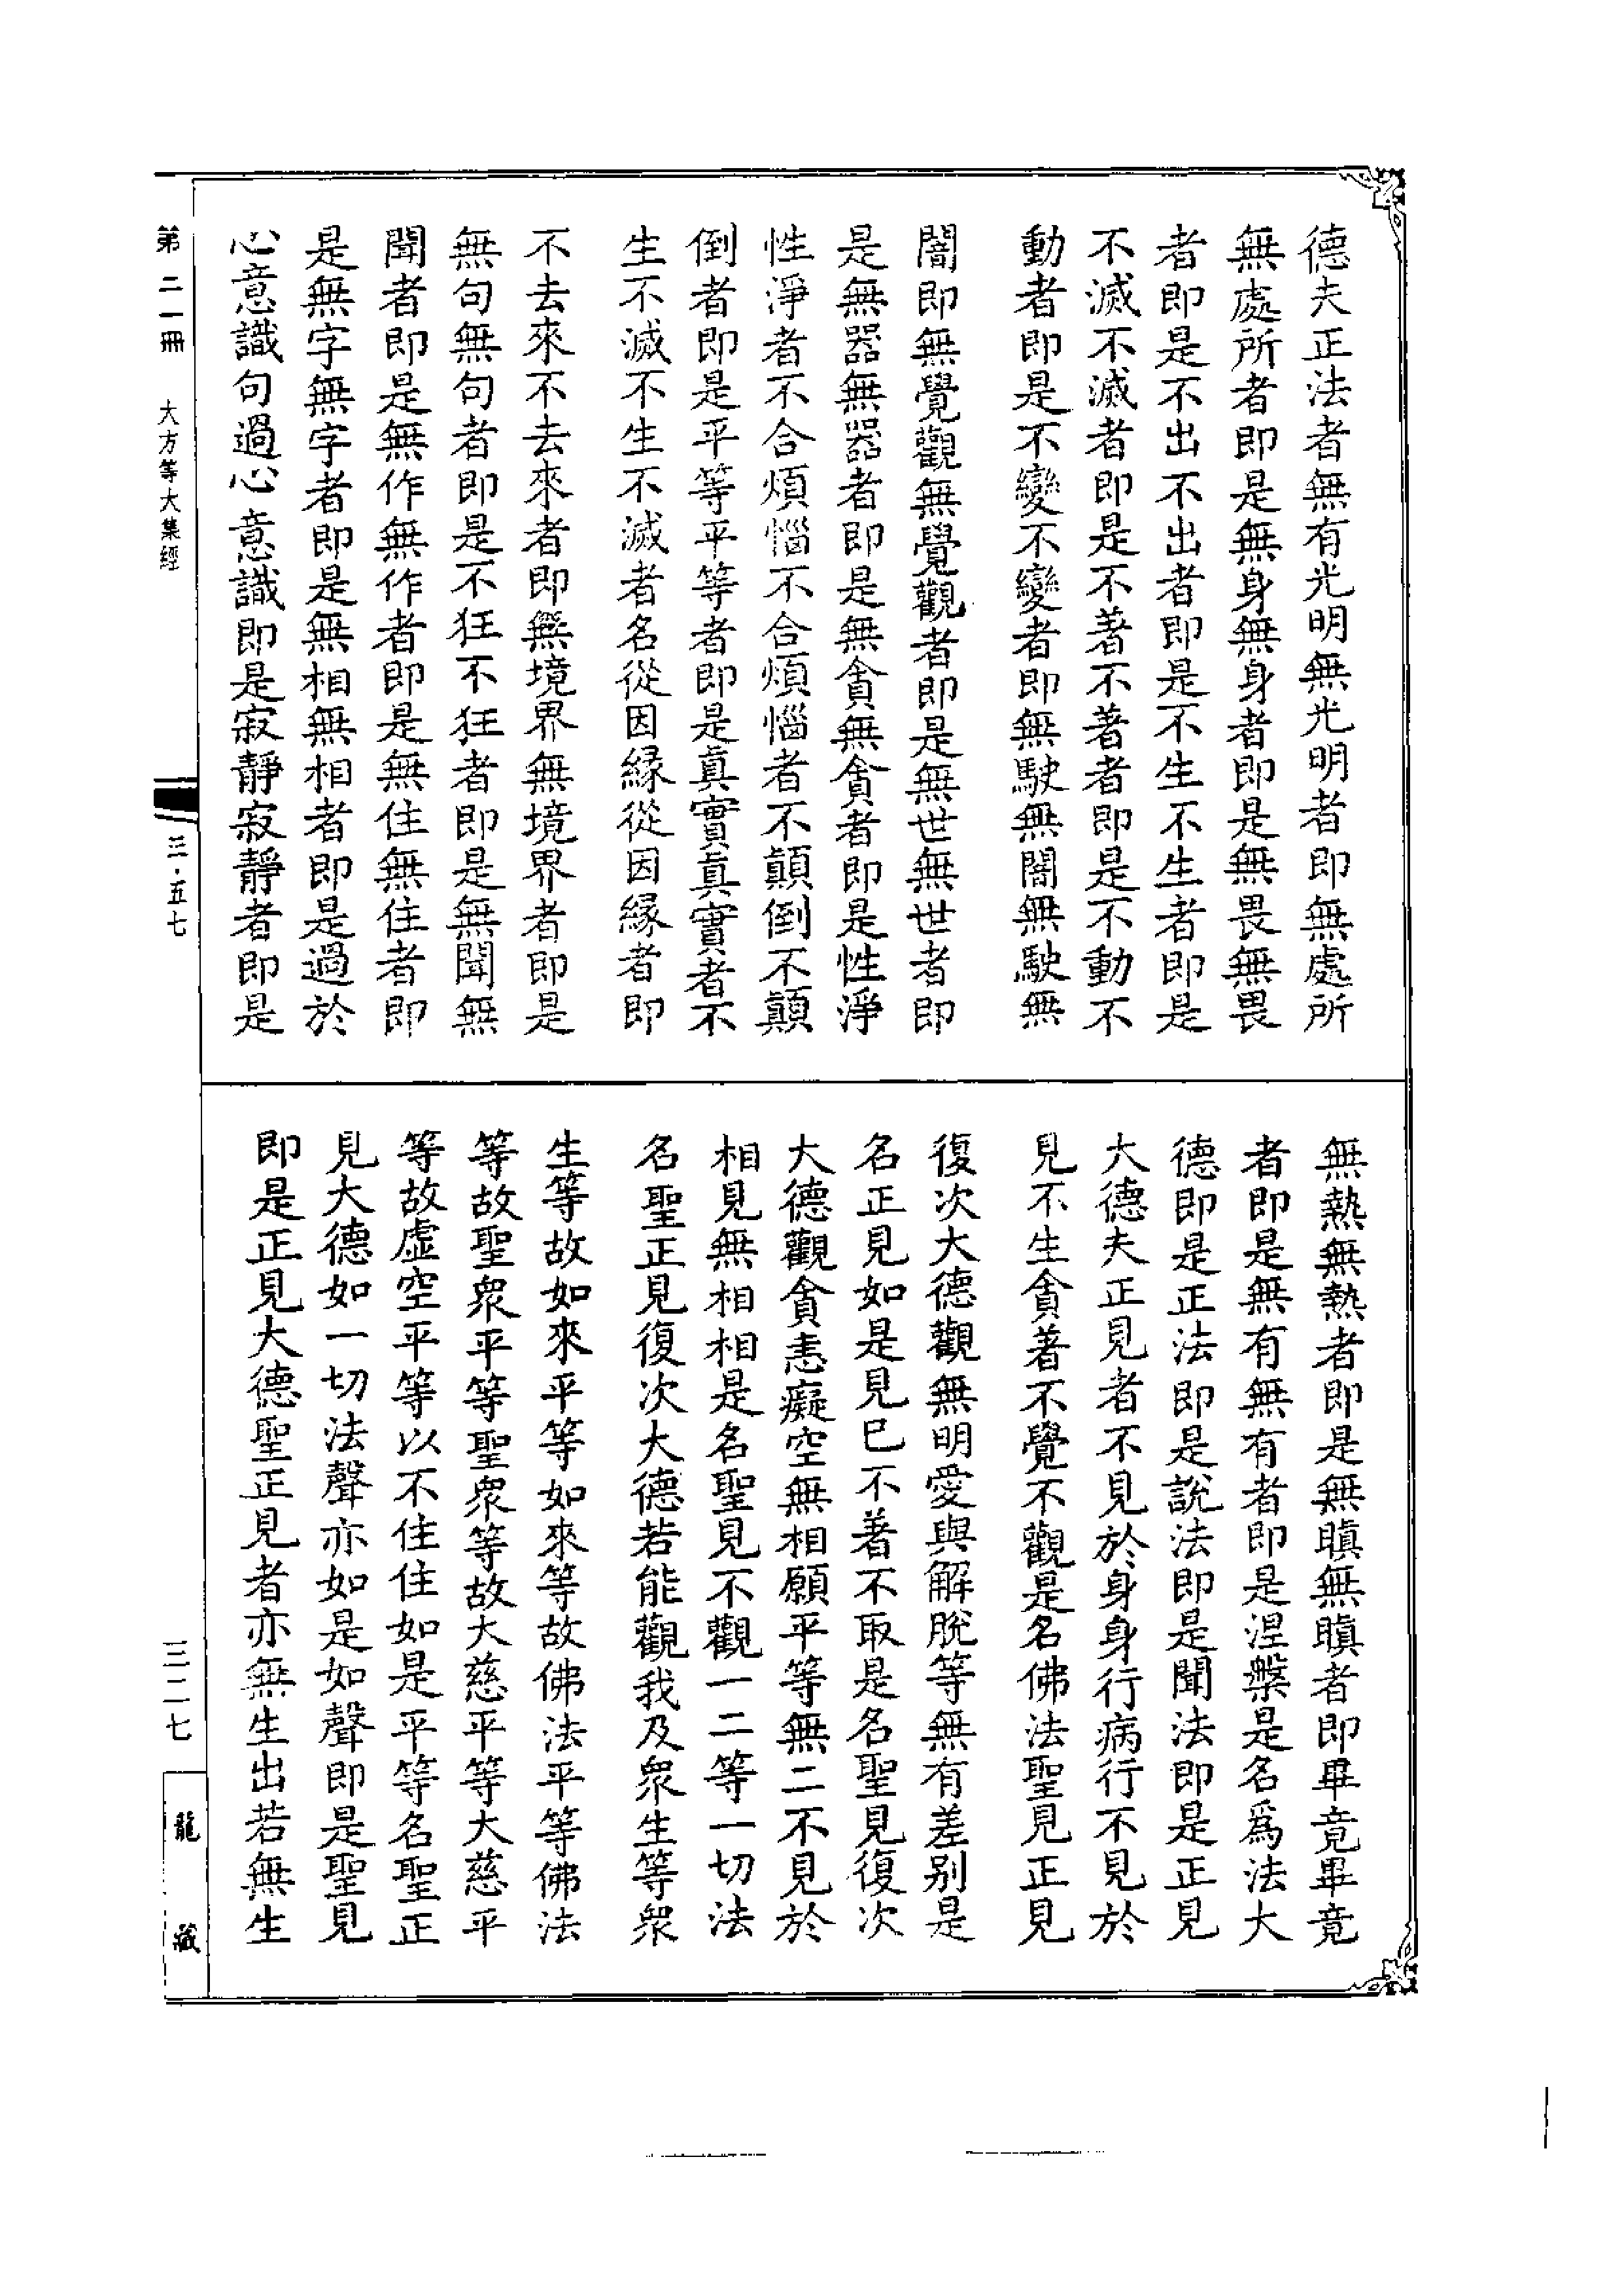 德夫正法者無有光明無光明者即無處所
無處所者即是無身無身者即是無畏無畏
者即是不出不出者即是不生不生者即是
不滅不滅者即是不著不著者即是不動不
動者即是不變不變者即無駛無闇無駛無
闇即無覺觀無覺觀者即是無世無世者即
是無器無器者即是無貪無貪者即是性淨
性淨者不合煩惱不合煩惱者不顛倒不顛
倒者即是平等平等者即是真實真實者不
生不滅不生不滅者名從因緣從因緣者即
不去來不去來者即無境界無境界者即是
無句無句者即是不狂不狂者即是無聞無
聞者即是無作無作者即是無住無住者即
是無字無字者即是無相無相者即是過於
心意識句過心意識即是寂靜寂靜者即是
無熱無熱者即是無瞋無瞋者即畢竟畢竟
者即是無有無有者即是涅槃是名爲法大
德即是正法即是說法即是聞法即是正見
大德夫正見者不見於身身行病行不見於
見不生貪著不覺不觀是名佛法聖見正見
復次大德觀無明愛與解脫等無有差别是
名正見如是見已不著不取是名聖見復次
大德觀貪恚癡空無相願平等無二不見於
相見無相相是名聖見不觀一二等一切法
名聖正見復次大德若能觀我及眾生等眾
生等故如來平等如來等故佛法平等佛法
等故聖眾平等聖眾等故大慈平等大慈平
等故虛空平等以不住住如是平等名聖正
見大德如一切法聲亦如是如聲即是聖見
即是正見大德聖正見者亦無生出若無生
第二一冊 大方等大集經
三·五七
三二七
龍藏